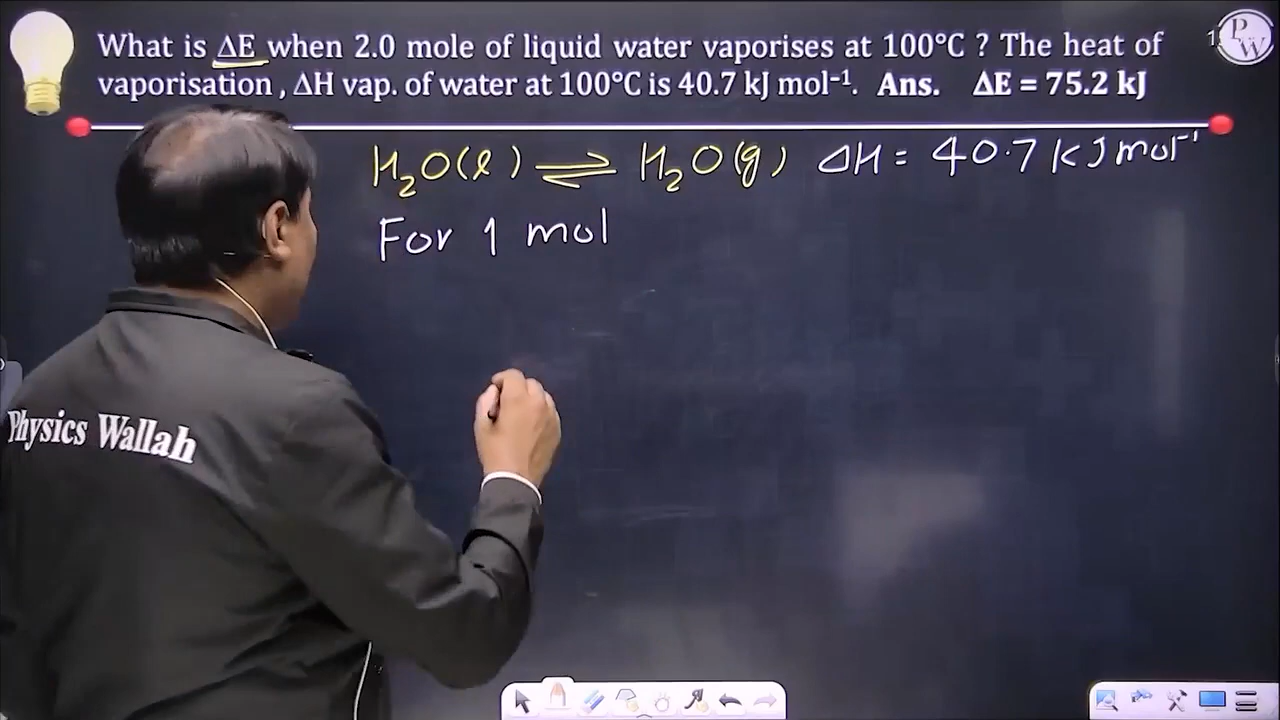 What is ΔE when 2.0 mole of liquid water vaporises at 100°C ? The heat of
vaporisation , ΔH vap. of water at 100°C is 40.7 kJ mol⁻¹. Ans. ΔE = 75.2 kJ
H₂O(l) ⇌ H₂O(g) ΔH = 40.7 kJ mol⁻¹
For 1 mol
Physics Wallah
P
W